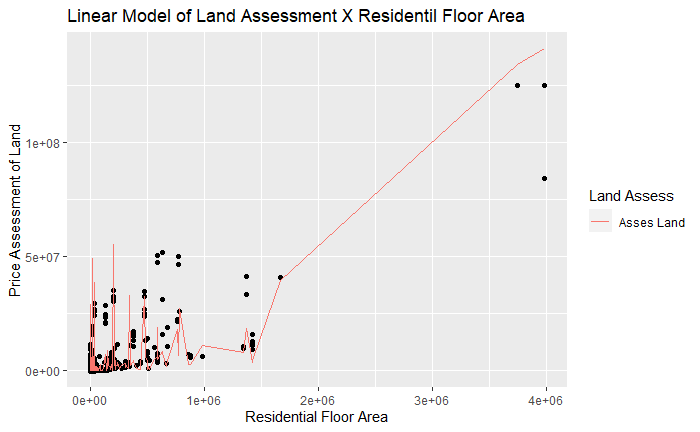 Linear Model of Land Assessment X Residentil Floor Area
Price Assessment of Land
1e+08
5e+07
0e+00
0e+00 1e+06 2e+06 3e+06 4e+06
Residential Floor Area
Land Assess
Asses Land